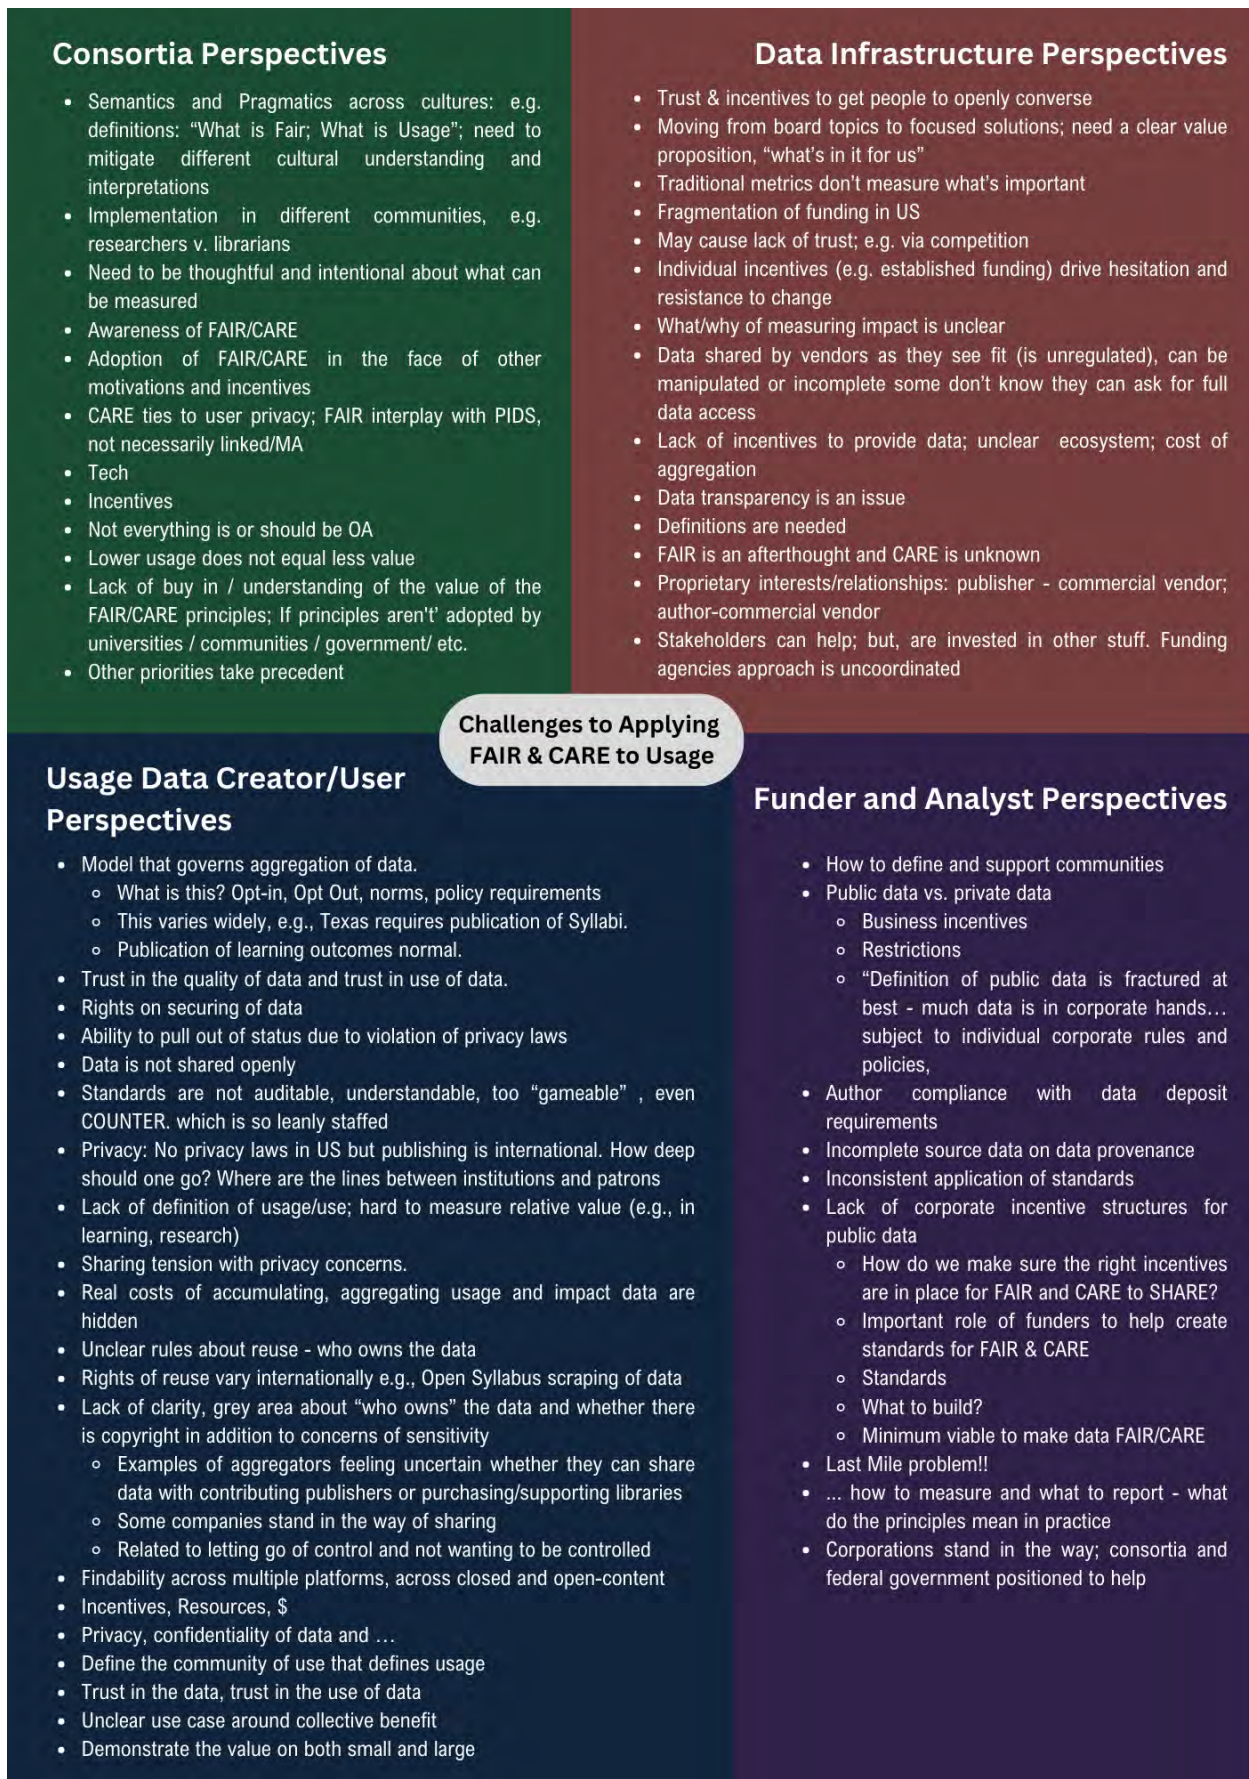 Consortia Perspectives
• Semantics and Pragmatics across cultures: e.g.
definitions: “What is Fair; What is Usage”; need to
mitigate different cultural understanding and
interpretations
• Implementation in different communities, e.g.
researchers v. librarians
• Need to be thoughtful and intentional about what can
be measured
• Awareness of FAIR/CARE
• Adoption of FAIR/CARE in the face of other
motivations and incentives
• CARE ties to user privacy; FAIR interplay with PIDS,
not necessarily linked/MA
• Tech
• Incentives
• Not everything is or should be OA
• Lower usage does not equal less value
• Lack of buy in / understanding of the value of the
FAIR/CARE principles; If principles aren't’ adopted by
universities / communities / government/ etc.
• Other priorities take precedent
Data Infrastructure Perspectives
• Trust & incentives to get people to openly converse
• Moving from board topics to focused solutions; need a clear value
proposition, “what’s in it for us”
• Traditional metrics don’t measure what’s important
• Fragmentation of funding in US
• May cause lack of trust; e.g. via competition
• Individual incentives (e.g. established funding) drive hesitation and
resistance to change
• What/why of measuring impact is unclear
• Data shared by vendors as they see fit (is unregulated), can be
manipulated or incomplete some don’t know they can ask for full
data access
• Lack of incentives to provide data; unclear ecosystem; cost of
aggregation
• Data transparency is an issue
• Definitions are needed
• FAIR is an afterthought and CARE is unknown
• Proprietary interests/relationships: publisher - commercial vendor;
author-commercial vendor
• Stakeholders can help; but, are invested in other stuff. Funding
agencies approach is uncoordinated
Challenges to Applying
FAIR & CARE to Usage
Usage Data Creator/User
Perspectives
• Model that governs aggregation of data.
◦ What is this? Opt-in, Opt Out, norms, policy requirements
◦ This varies widely, e.g., Texas requires publication of Syllabi.
◦ Publication of learning outcomes normal.
• Trust in the quality of data and trust in use of data.
• Rights on securing of data
• Ability to pull out of status due to violation of privacy laws
• Data is not shared openly
• Standards are not auditable, understandable, too “gameable” , even
COUNTER. which is so leanly staffed
• Privacy: No privacy laws in US but publishing is international. How deep
should one go? Where are the lines between institutions and patrons
• Lack of definition of usage/use; hard to measure relative value (e.g., in
learning, research)
• Sharing tension with privacy concerns.
• Real costs of accumulating, aggregating usage and impact data are
hidden
• Unclear rules about reuse - who owns the data
• Rights of reuse vary internationally e.g., Open Syllabus scraping of data
• Lack of clarity, grey area about “who owns” the data and whether there
is copyright in addition to concerns of sensitivity
◦ Examples of aggregators feeling uncertain whether they can share
data with contributing publishers or purchasing/supporting libraries
◦ Some companies stand in the way of sharing
◦ Related to letting go of control and not wanting to be controlled
• Findability across multiple platforms, across closed and open-content
• Incentives, Resources, $
• Privacy, confidentiality of data and …
• Define the community of use that defines usage
• Trust in the data, trust in the use of data
• Unclear use case around collective benefit
• Demonstrate the value on both small and large
Funder and Analyst Perspectives
• How to define and support communities
• Public data vs. private data
◦ Business incentives
◦ Restrictions
◦ “Definition of public data is fractured at
best - much data is in corporate hands…
subject to individual corporate rules and
policies,
• Author compliance with data deposit
requirements
• Incomplete source data on data provenance
• Inconsistent application of standards
• Lack of corporate incentive structures for
public data
◦ How do we make sure the right incentives
are in place for FAIR and CARE to SHARE?
◦ Important role of funders to help create
standards for FAIR & CARE
◦ Standards
◦ What to build?
◦ Minimum viable to make data FAIR/CARE
• Last Mile problem!!
• ... how to measure and what to report - what
do the principles mean in practice
• Corporations stand in the way; consortia and
federal government positioned to help